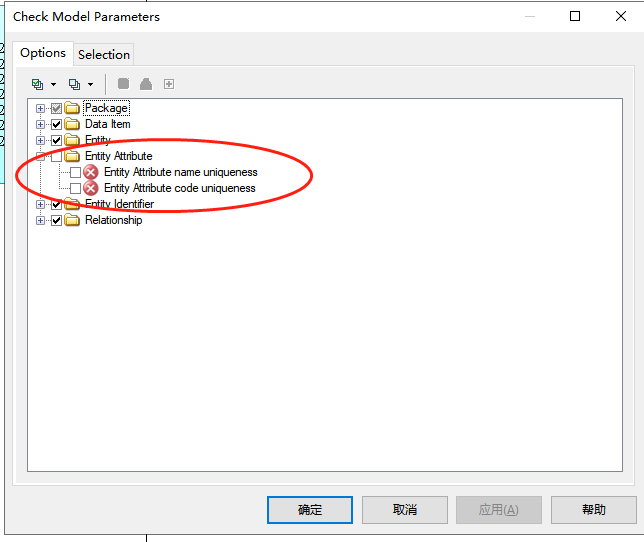 Check Model Parameters
Options
Selection
Package
Data Item
Entity
Entity Attribute
Entity Attribute name uniqueness
Entity Attribute code uniqueness
Entity Identifier
Relationship
确定
取消
应用(A)
帮助